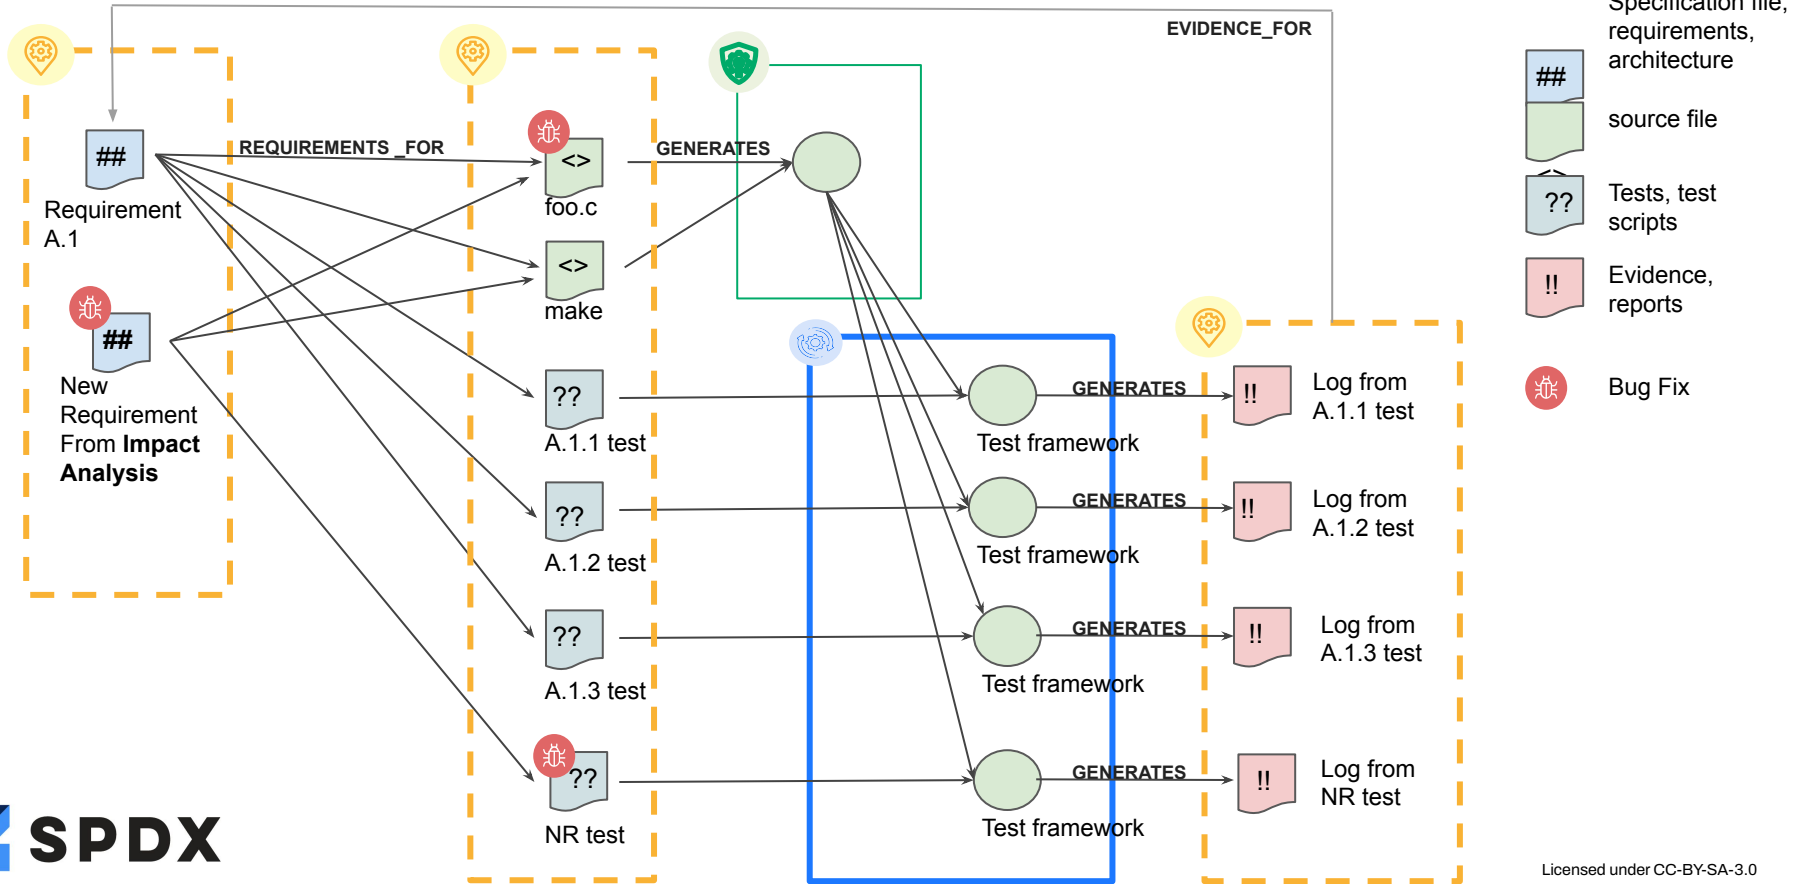 EVIDENCE_FOR
Specification file,
requirements,
architecture
##
source file
<>
??
Tests, test
scripts
!!
Evidence,
reports
Bug Fix
##
Requirement
A.1
REQUIREMENTS _FOR
<>
foo.c
GENERATES
<>
make
##
New
Requirement
From Impact
Analysis
??
A.1.1 test
Test framework
GENERATES
!!
Log from
A.1.1 test
??
A.1.2 test
Test framework
GENERATES
!!
Log from
A.1.2 test
??
A.1.3 test
Test framework
GENERATES
!!
Log from
A.1.3 test
??
NR test
Test framework
GENERATES
!!
Log from
NR test
SPDX
Licensed under CC-BY-SA-3.0